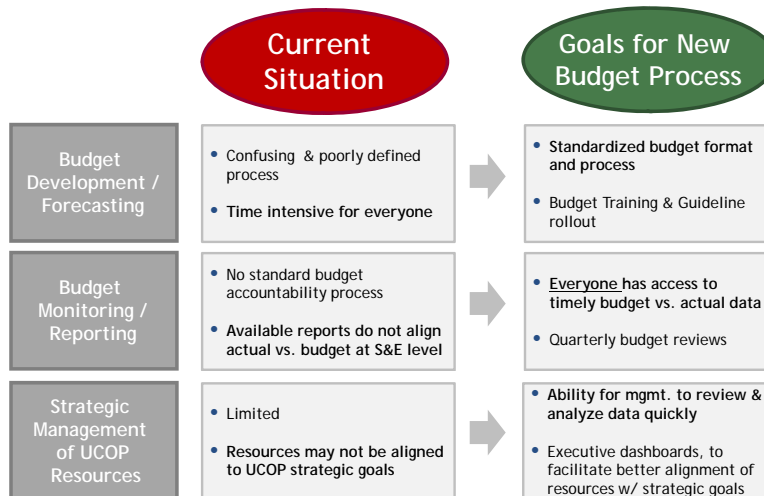 Current
Situation
Goals for New
Budget Process
Budget
Development /
Forecasting
• Confusing & poorly defined
process
• Time intensive for everyone
• Standardized budget format
and process
• Budget Training & Guideline
rollout
Budget
Monitoring /
Reporting
• No standard budget
accountability process
• Available reports do not align
actual vs. budget at S&E level
• Everyone has access to
timely budget vs. actual data
• Quarterly budget reviews
Strategic
Management
of UCOP
Resources
• Limited
• Resources may not be aligned
to UCOP strategic goals
• Ability for mgmt. to review &
analyze data quickly
• Executive dashboards, to
facilitate better alignment of
resources w/ strategic goals